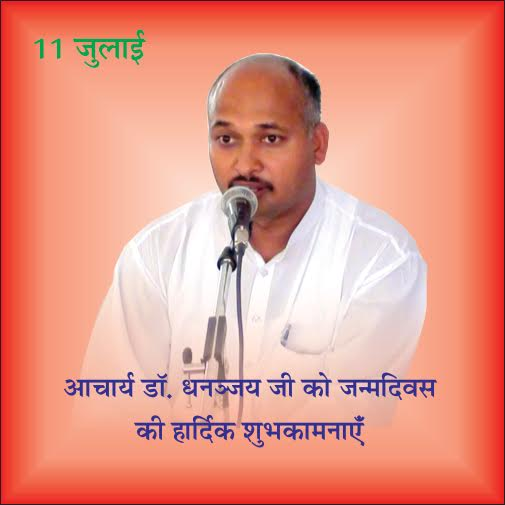 11 जुलाई
आचार्य डॉ. धनञ्जय जी को जन्मदिवस
की हार्दिक शुभकामनाएँ